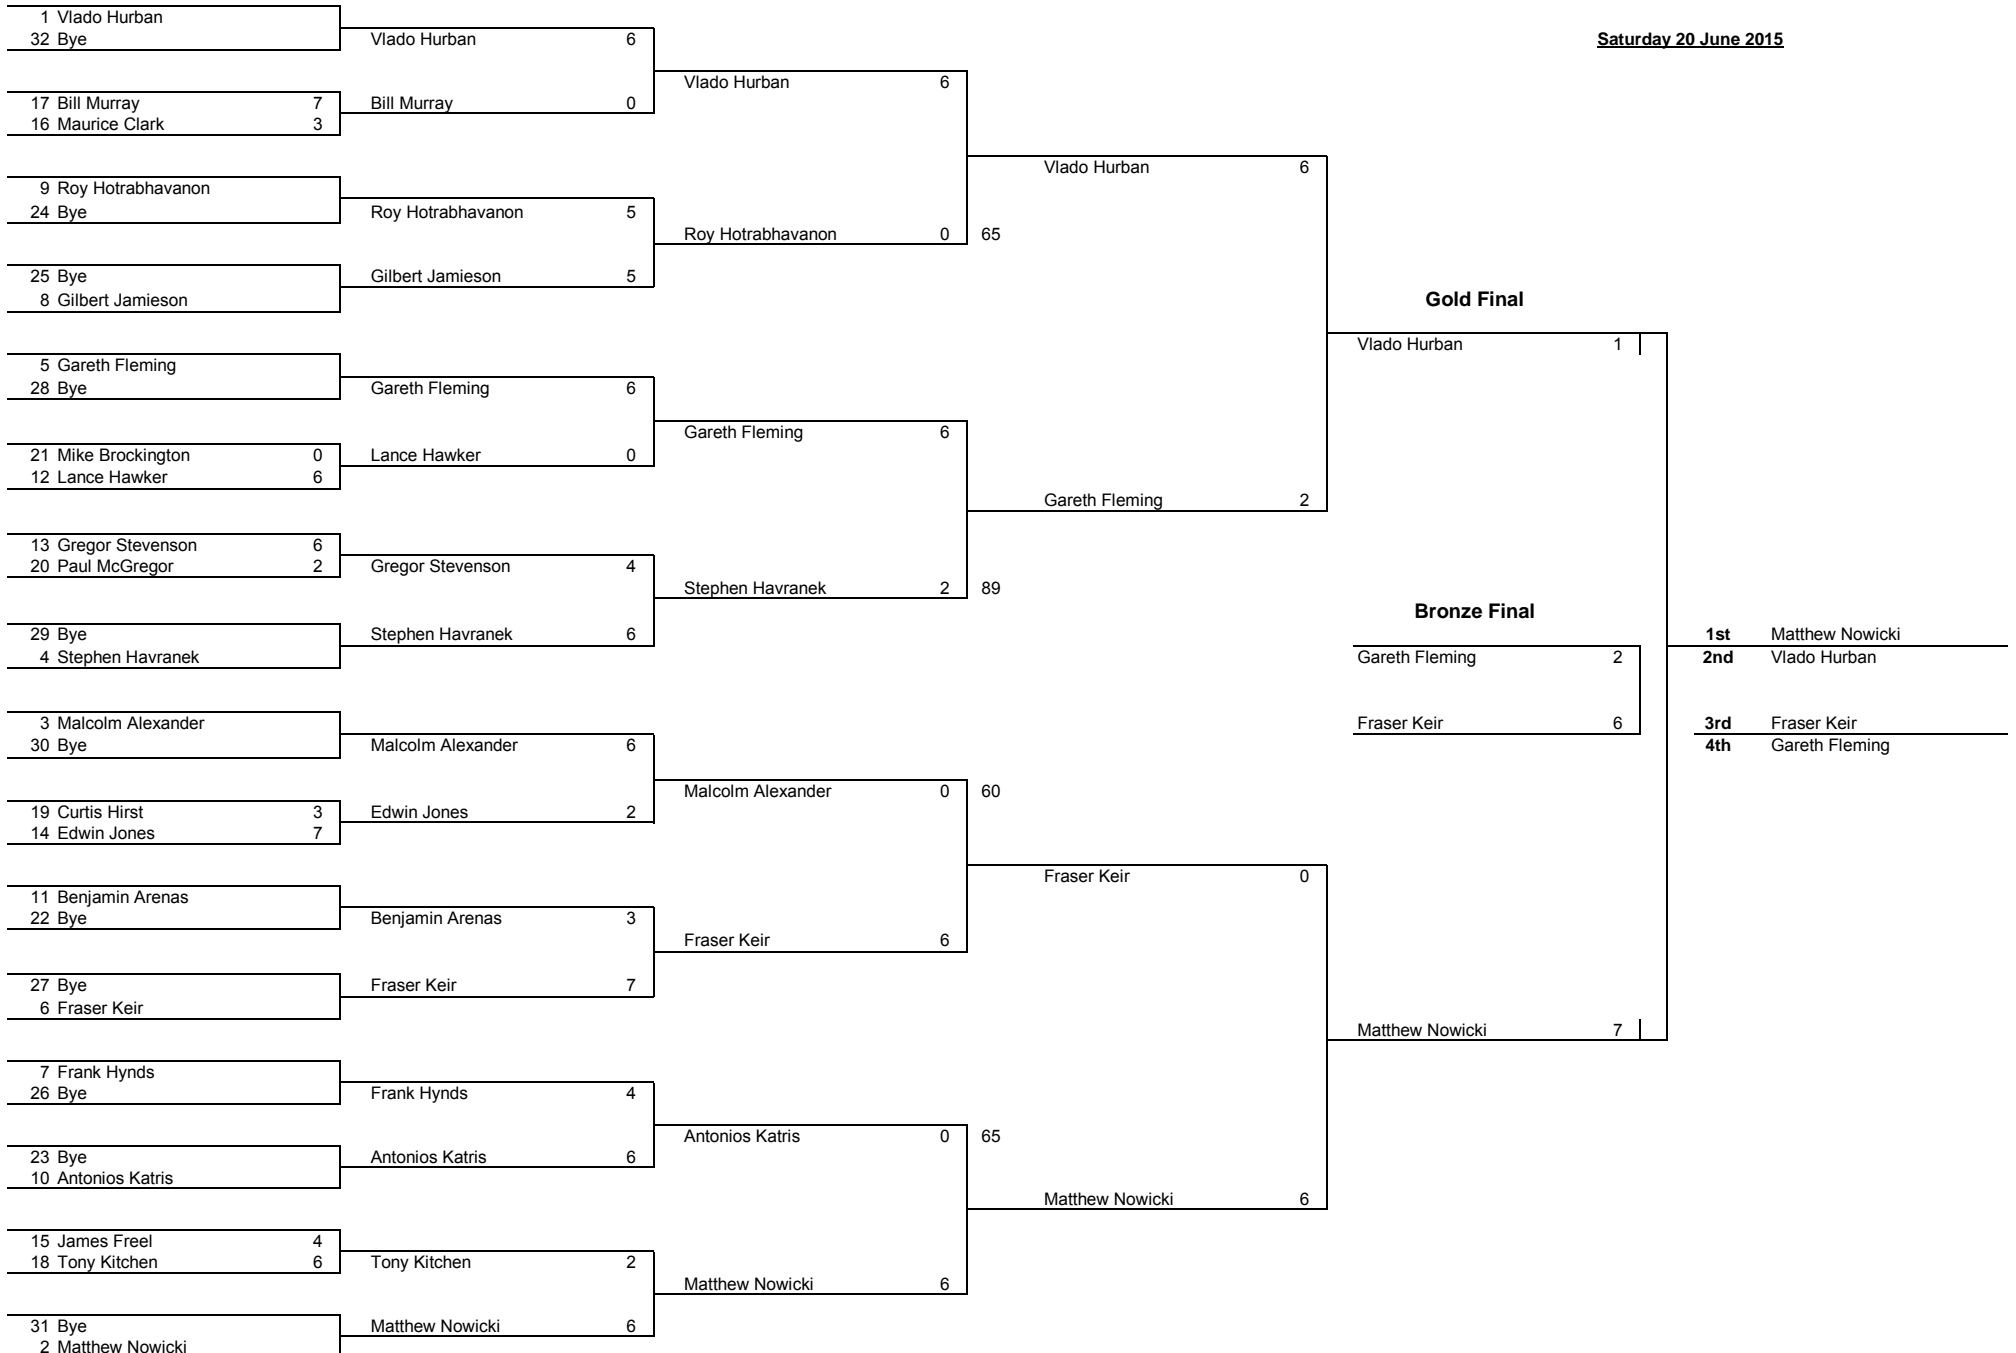 1 Vlado Hurban
32 Bye
Vlado Hurban 6
Saturday 20 June 2015
Vlado Hurban 6
17 Bill Murray 7
Bill Murray 0
16 Maurice Clark 3
Vlado Hurban 6
9 Roy Hotrabhavanon
24 Bye
Roy Hotrabhavanon 5
Roy Hotrabhavanon 0 65
25 Bye
Gilbert Jamieson 5
8 Gilbert Jamieson
Gold Final
Vlado Hurban 1
5 Gareth Fleming
28 Bye
Gareth Fleming 6
Gareth Fleming 6
21 Mike Brockington 0
Lance Hawker 0
12 Lance Hawker 6
Gareth Fleming 2
13 Gregor Stevenson 6
20 Paul McGregor 2
Gregor Stevenson 4
Stephen Havranek 2 89
Bronze Final
29 Bye
Stephen Havranek 6
1st Matthew Nowicki
4 Stephen Havranek
Gareth Fleming 2
2nd Vlado Hurban
3 Malcolm Alexander
Fraser Keir 6
3rd Fraser Keir
30 Bye
Malcolm Alexander 6
4th Gareth Fleming
Malcolm Alexander 0 60
19 Curtis Hirst 3
Edwin Jones 2
14 Edwin Jones 7
Fraser Keir 0
11 Benjamin Arenas
22 Bye
Benjamin Arenas 3
Fraser Keir 6
27 Bye
Fraser Keir 7
6 Fraser Keir
Matthew Nowicki 7
7 Frank Hynds
26 Bye
Frank Hynds 4
Antonios Katris 0 65
23 Bye
Antonios Katris 6
10 Antonios Katris
Matthew Nowicki 6
15 James Freel 4
18 Tony Kitchen 6
Tony Kitchen 2
Matthew Nowicki 6
31 Bye
Matthew Nowicki 6
2 Matthew Nowicki